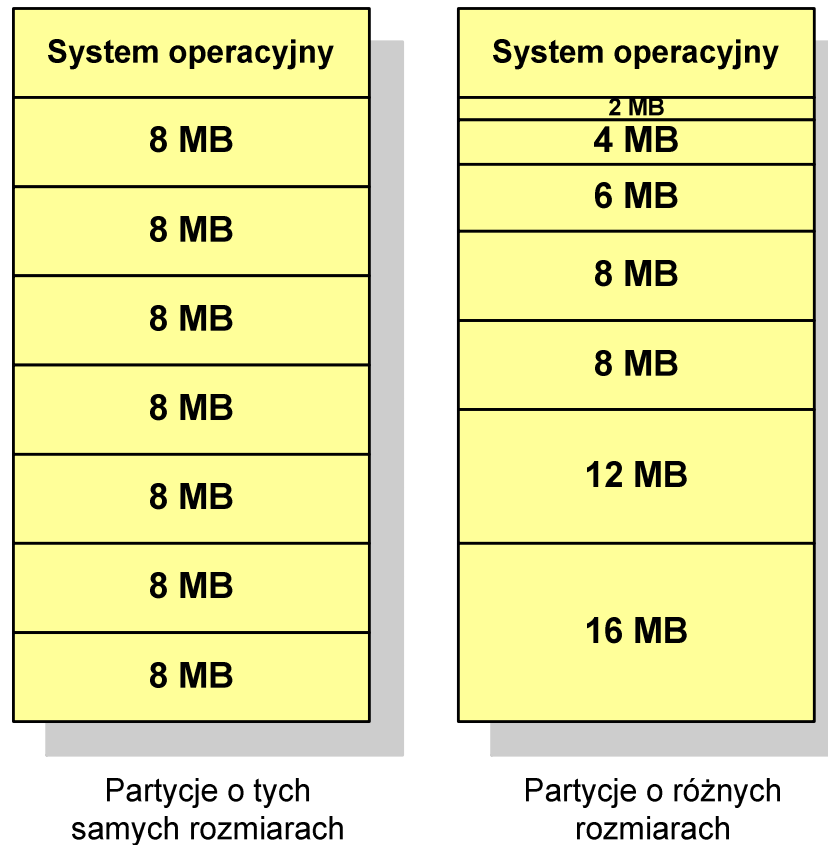 System operacyjny
8 MB
8 MB
8 MB
8 MB
8 MB
8 MB
8 MB
Partycje o tych
samych rozmiarach
System operacyjny
2 MB
4 MB
6 MB
8 MB
8 MB
12 MB
16 MB
Partycje o różnych
rozmiarach